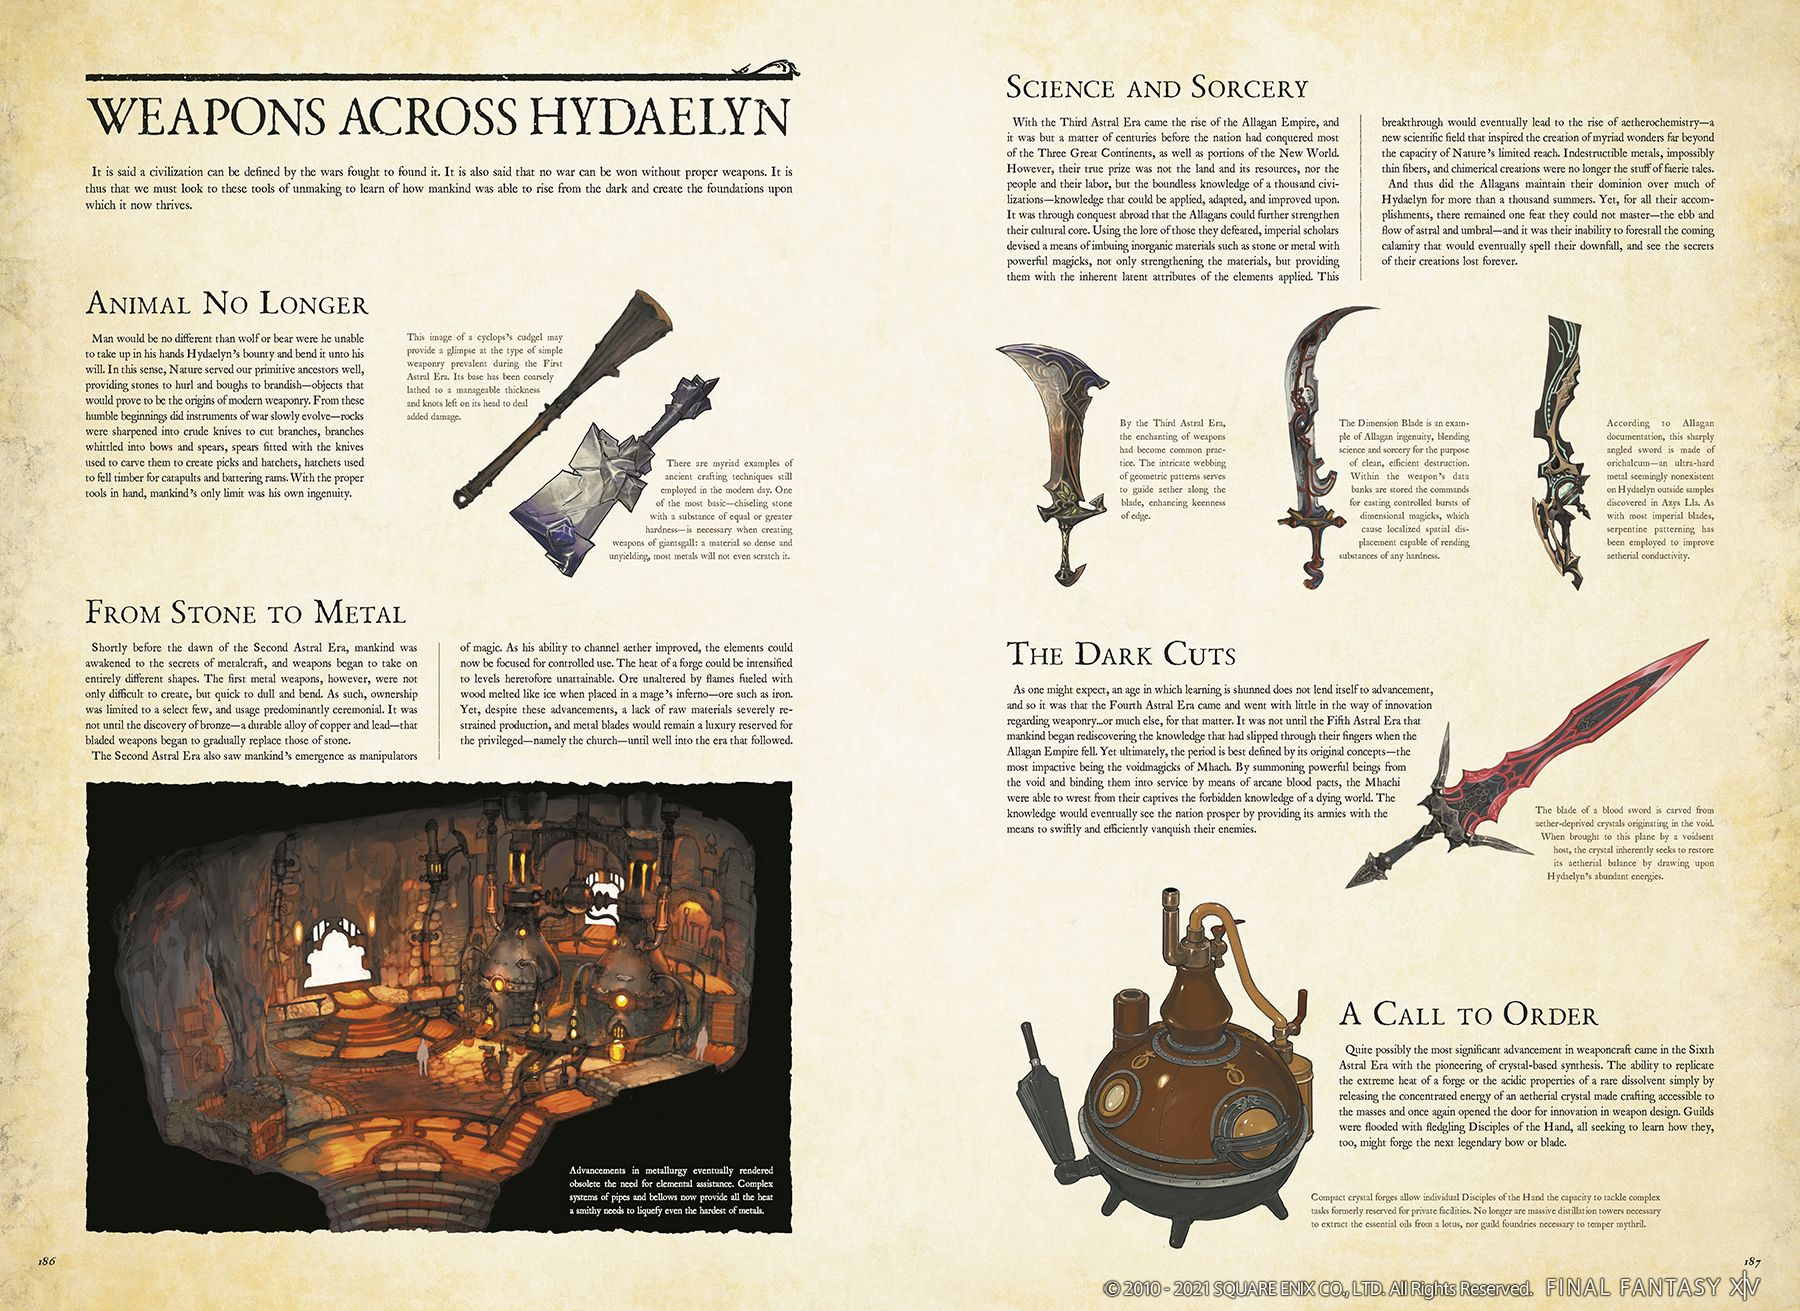 WEAPONS ACROSS HYDAELYN
It is said a civilization can be defined by the wars fought to found it. It is also said that no war can be won without proper weapons. It is
thus that we must look to these tools of unmaking to learn of how mankind was able to rise from the dark and create the foundations upon
which it now thrives.
ANIMAL NO LONGER
Man would be no different than wolf or bear were he unable
to take up in his hands Hydaelyn's bounty and bend it unto his
will. In this sense, Nature served our primitive ancestors well,
providing stones to hurl and boughs to brandish—objects that
would prove to be the origins of modern weaponry. From these
humble beginnings did instruments of war slowly evolve—rocks
were sharpened into crude knives to cut branches, branches
whittled into bows and spears, spears fitted with the knives
used to carve them to create picks and hatchets, hatchets used
to fell timber for catapults and battering rams. With the proper
tools in hand, mankind's only limit was his own ingenuity.
This image of a cyclops's cudgel may
provide a glimpse at the type of simple
weaponry prevalent during the First
Astral Era. Its base has been coarsely
lathed to a manageable thickness
and knots left on its head to deal
added damage.
There are myriad examples of
ancient crafting techniques still
employed in the modern day. One
of the most basic—chiseling stone
with a substance of equal or greater
hardness—is necessary when creating
weapons of giantsgall: a material so dense and
unyielding, most metals will not even scratch it.
FROM STONE TO METAL
Shortly before the dawn of the Second Astral Era, mankind was
awakened to the secrets of metalcraft, and weapons began to take on
entirely different shapes. The first metal weapons, however, were not
only difficult to create, but quick to dull and bend. As such, ownership
was limited to a select few, and usage predominantly ceremonial. It was
not until the discovery of bronze—a durable alloy of copper and lead—that
bladed weapons began to gradually replace those of stone.
The Second Astral Era also saw mankind's emergence as manipulators
of magic. As his ability to channel aether improved, the elements could
now be focused for controlled use. The heat of a forge could be intensified
to levels heretofore unattainable. Ore unaltered by flames fueled with
wood melted like ice when placed in a mage's inferno—ore such as iron.
Yet, despite these advancements, a lack of raw materials severely re-
strained production, and metal blades would remain a luxury reserved for
the privileged—namely the church—until well into the era that followed.
Advancements in metallurgy eventually rendered
obsolete the need for elemental assistance. Complex
systems of pipes and bellows now provide all the heat
a smithy needs to liquefy even the hardest of metals.
186
SCIENCE AND SORCERY
With the Third Astral Era came the rise of the Allagan Empire, and
it was but a matter of centuries before the nation had conquered most
of the Three Great Continents, as well as portions of the New World.
However, their true prize was not the land and its resources, nor the
people and their labor, but the boundless knowledge of a thousand civi-
lizations—knowledge that could be applied, adapted, and improved upon.
It was through conquest abroad that the Allagans could further strengthen
their cultural core. Using the lore of those they defeated, imperial scholars
devised a means of imbuing inorganic materials such as stone or metal with
powerful magicks, not only strengthening the materials, but providing
them with the inherent latent attributes of the elements applied. This
breakthrough would eventually lead to the rise of aetherochemistry—a
new scientific field that inspired the creation of myriad wonders far beyond
the capacity of Nature's limited reach. Indestructible metals, impossibly
thin fibers, and chimerical creations were no longer the stuff of faerie tales.
And thus did the Allagans maintain their dominion over much of
Hydaelyn for more than a thousand summers. Yet, for all their accom-
plishments, there remained one feat they could not master—the ebb and
flow of astral and umbral—and it was their inability to forestall the coming
calamity that would eventually spell their downfall, and see the secrets
of their creations lost forever.
By the Third Astral Era,
the enchanting of weapons
had become common prac-
tice. The intricate webbing
of geometric patterns serves
to guide aether along the
blade, enhancing keenness
of edge.
The Dimension Blade is an exam-
ple of Allagan ingenuity, blending
science and sorcery for the purpose
of clean, efficient destruction.
Within the weapon's data
banks are stored the commands
for casting controlled bursts of
dimensional magicks, which
cause localized spatial dis-
placement capable of rending
substances of any hardness.
According to Allagan
documentation, this sharply
angled sword is made of
orichalcum—an ultra-hard
metal seemingly nonexistent
on Hydaelyn outside samples
discovered in Azys Lla. As
with most imperial blades,
serpentine patterning has
been employed to improve
aetherial conductivity.
THE DARK CUTS
As one might expect, an age in which learning is shunned does not lend itself to advancement,
and so it was that the Fourth Astral Era came and went with little in the way of innovation
regarding weaponry...or much else, for that matter. It was not until the Fifth Astral Era that
mankind began rediscovering the knowledge that had slipped through their fingers when the
Allagan Empire fell. Yet ultimately, the period is best defined by its original concepts—the
most impactive being the voidmagicks of Mhach. By summoning powerful beings from
the void and binding them into service by means of arcane blood pacts, the Mhachi
were able to wrest from their captives the forbidden knowledge of a dying world. The
knowledge would eventually see the nation prosper by providing its armies with the
means to swiftly and efficiently vanquish their enemies.
The blade of a blood sword is carved from
aether-deprived crystals originating in the void.
When brought to this plane by a voidsent
host, the crystal inherently seeks to restore
its aetherial balance by drawing upon
Hydaelyn's abundant energies.
A CALL TO ORDER
Quite possibly the most significant advancement in weaponcraft came in the Sixth
Astral Era with the pioneering of crystal-based synthesis. The ability to replicate
the extreme heat of a forge or the acidic properties of a rare dissolvent simply by
releasing the concentrated energy of an aetherial crystal made crafting accessible to
the masses and once again opened the door for innovation in weapon design. Guilds
were flooded with fledgling Disciples of the Hand, all seeking to learn how they,
too, might forge the next legendary bow or blade.
Compact crystal forges allow individual Disciples of the Hand the capacity to tackle complex
tasks formerly reserved for private facilities. No longer are massive distillation towers necessary
to extract the essential oils from a lotus, nor guild foundries necessary to temper mythril.
187
© 2010 - 2021 SQUARE ENIX CO., LTD. All Rights Reserved. FINAL FANTASY XIV